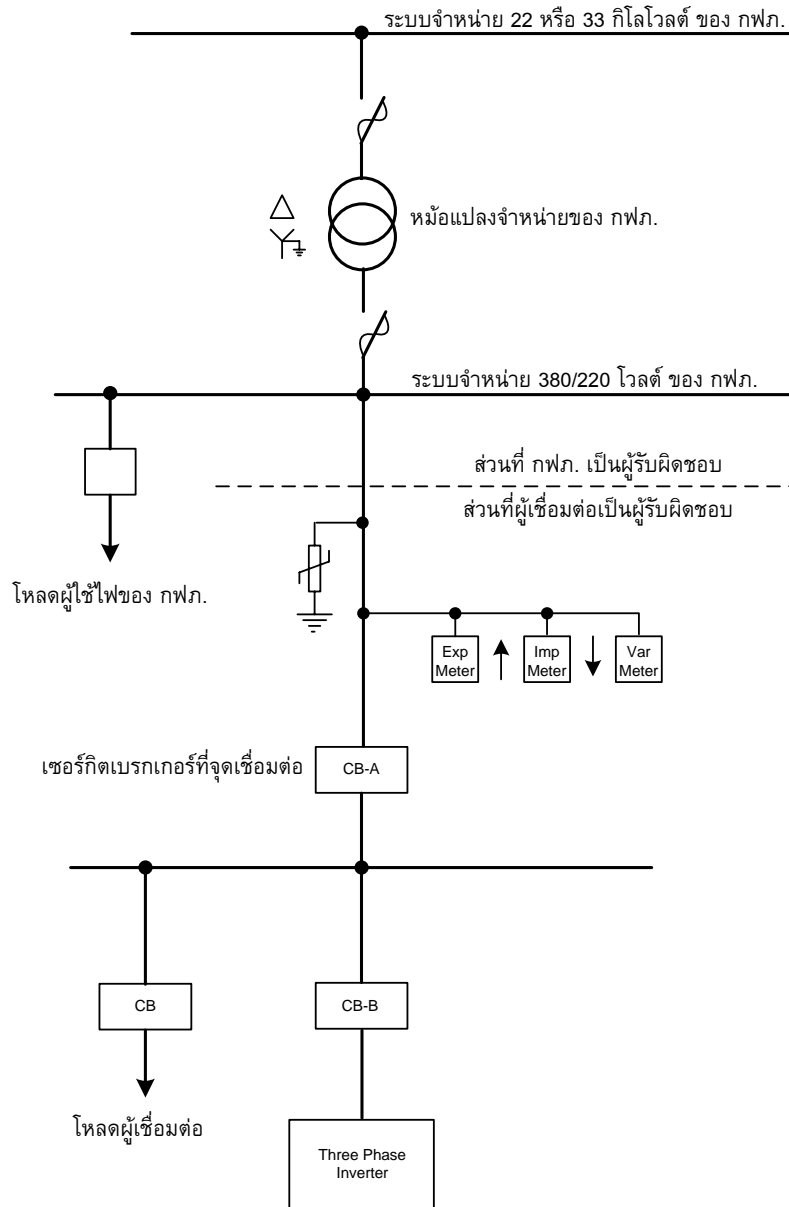 ระบบจำหน่าย 22 หรือ 33 กิโลโวลต์ ของ กฟภ.
หม้อแปลงจำหน่ายของ กฟภ.
ระบบจำหน่าย 380/220 โวลต์ ของ กฟภ.
ส่วนที่ กฟภ. เป็นผู้รับผิดชอบ
ส่วนที่ผู้เชื่อมต่อเป็นผู้รับผิดชอบ
โหลดผู้ใช้ไฟของ กฟภ.
Exp
Meter
Imp
Meter
Var
Meter
เซอร์กิตเบรกเกอร์ที่จุดเชื่อมต่อ
CB-A
CB
CB-B
โหลดผู้เชื่อมต่อ
Three Phase
Inverter